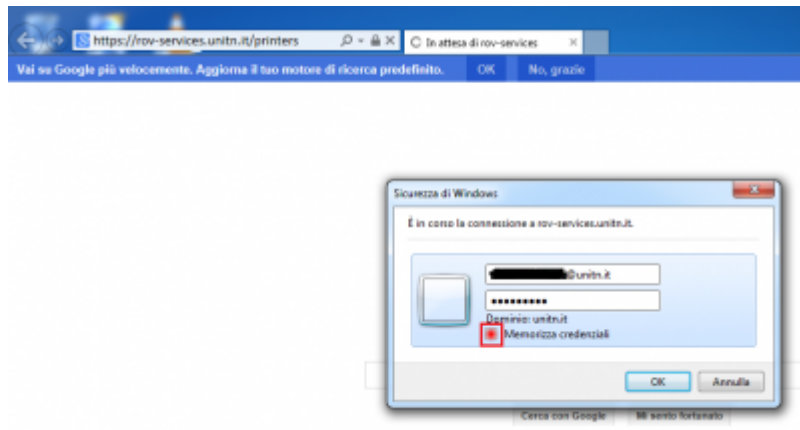 https://rov-services.unitn.it/printers
In attesa di rov-services
Vai su Google più velocemente. Aggiorna il tuo motore di ricerca predefinito. OK No, grazie
Sicurezza di Windows
È in corso la connessione a rov-services.unitn.it.
@unitn.it
Dominio: unitn.it
Memorizza credenziali
OK Annulla
Cerca con Google Mi sento fortunato